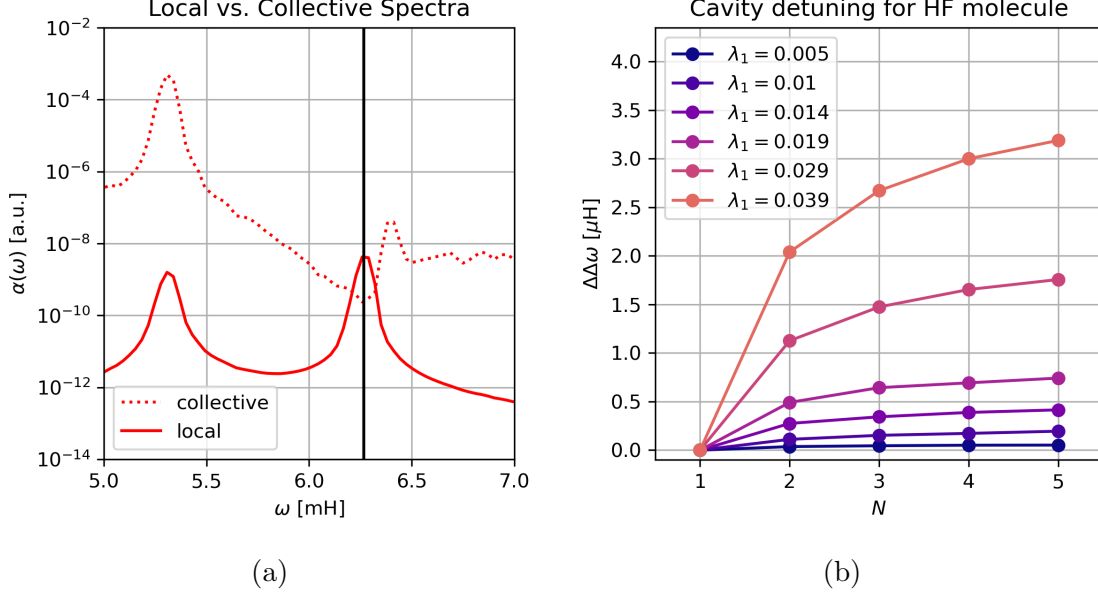 Local vs. Collective Spectra
α(ω) [a.u.]
10⁻²
10⁻⁴
10⁻⁶
10⁻⁸
10⁻¹⁰
10⁻¹²
10⁻¹⁴
collective
local
5.0 5.5 6.0 6.5 7.0
ω [mH]
(a)
Cavity detuning for HF molecule
ΔΔω [μH]
4.0
3.5
3.0
2.5
2.0
1.5
1.0
0.5
0.0
λ₁ = 0.005
λ₁ = 0.01
λ₁ = 0.014
λ₁ = 0.019
λ₁ = 0.029
λ₁ = 0.039
1 2 3 4 5
N
(b)